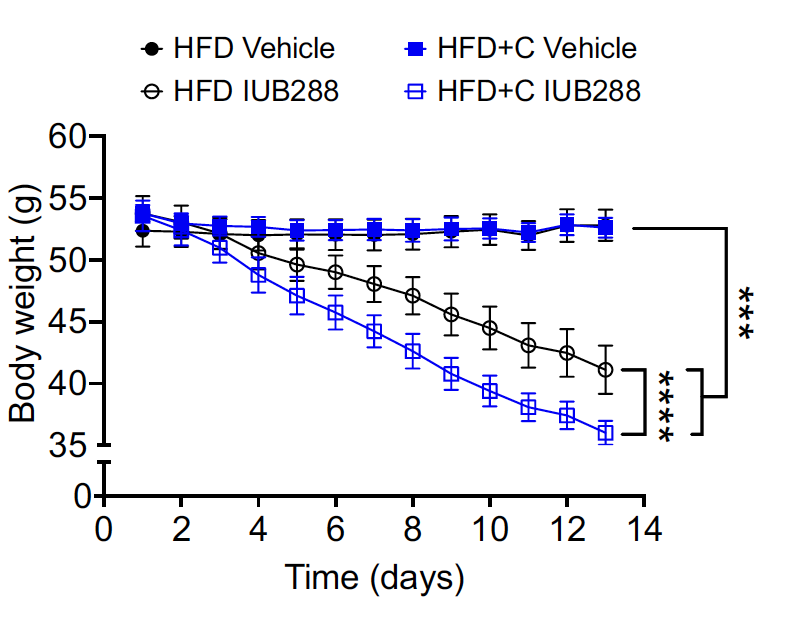 HFD Vehicle HFD+C Vehicle
HFD IUB288 HFD+C IUB288
60
55
50
45
40
35
0
Body weight (g)
***
****
0 2 4 6 8 10 12 14
Time (days)